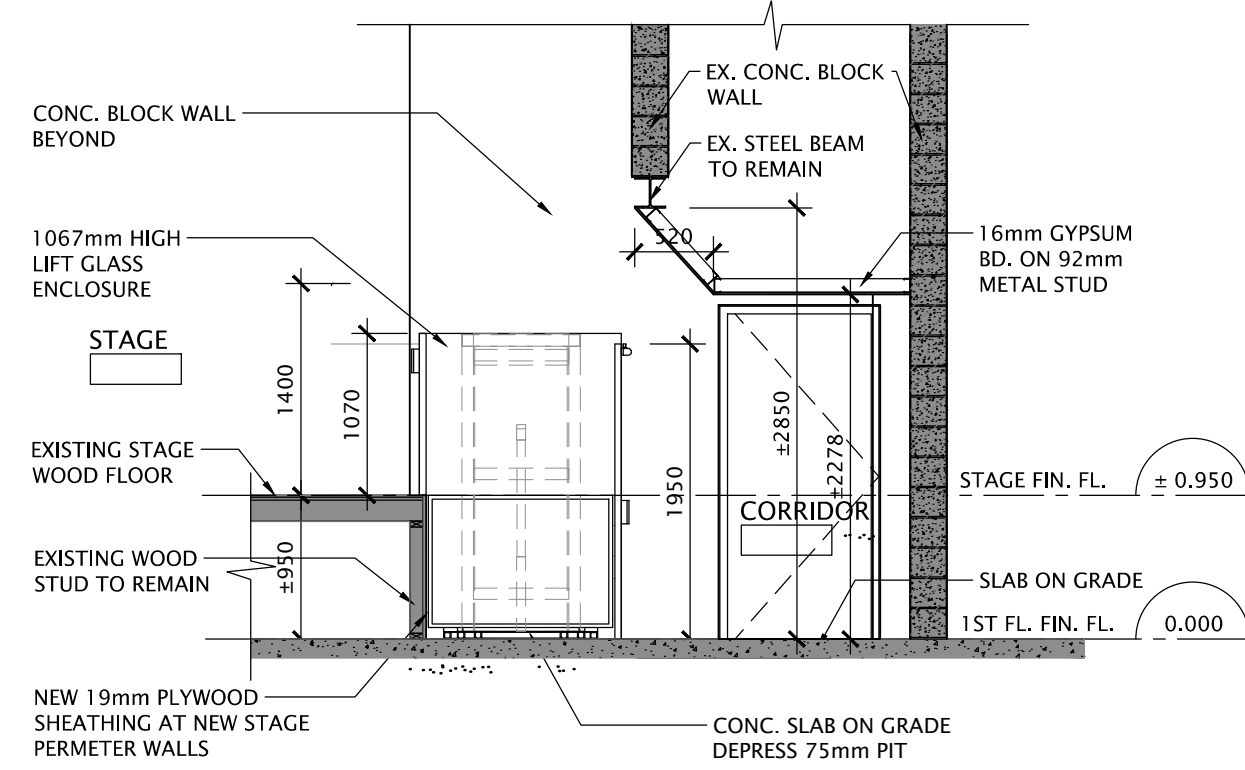 EX. CONC. BLOCK
WALL
CONC. BLOCK WALL
BEYOND
EX. STEEL BEAM
TO REMAIN
1067mm HIGH
LIFT GLASS
ENCLOSURE
520
16mm GYPSUM
BD. ON 92mm
METAL STUD
STAGE
1400
1070
1950
±2850
±2278
EXISTING STAGE
WOOD FLOOR
STAGE FIN. FL.
± 0.950
CORRIDOR
EXISTING WOOD
STUD TO REMAIN
±950
SLAB ON GRADE
1ST FL. FIN. FL.
0.000
NEW 19mm PLYWOOD
SHEATHING AT NEW STAGE
PERMETER WALLS
CONC. SLAB ON GRADE
DEPRESS 75mm PIT